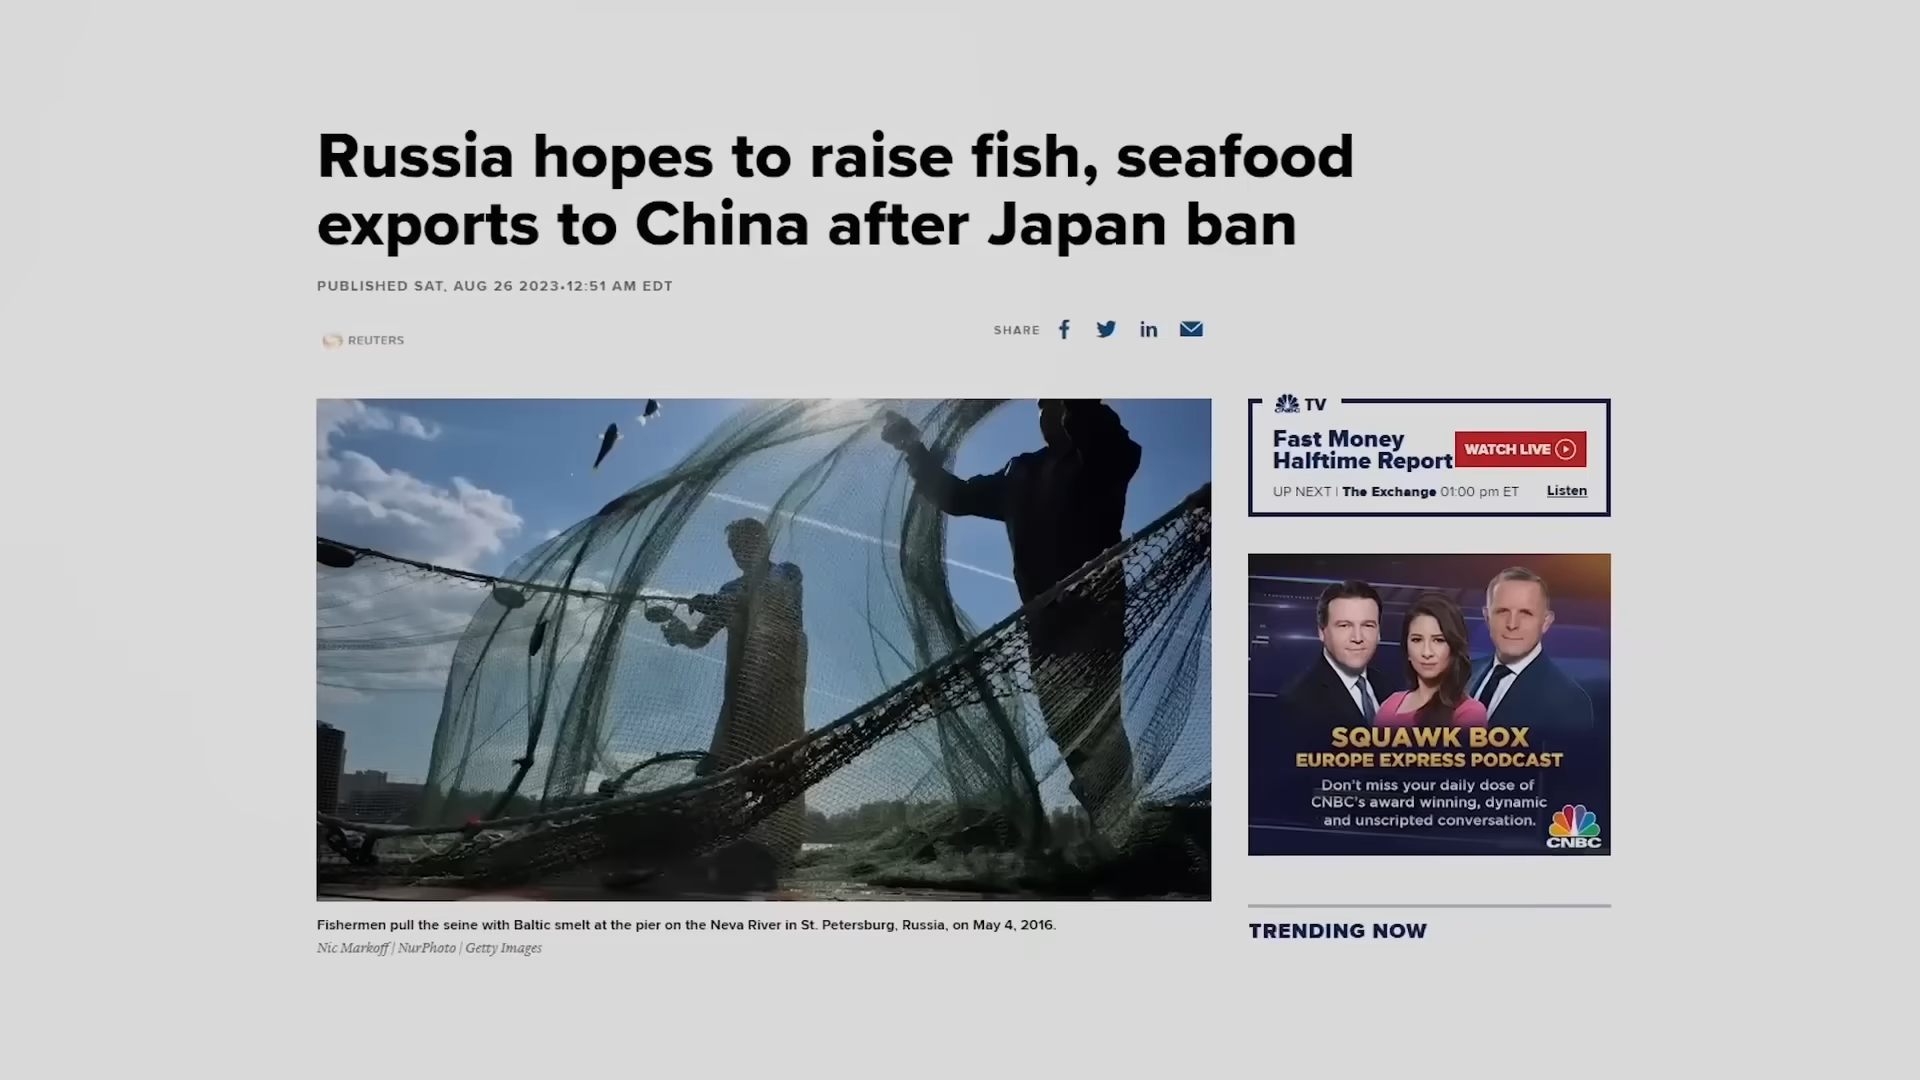 Russia hopes to raise fish, seafood
exports to China after Japan ban
PUBLISHED SAT, AUG 26 2023•12:51 AM EDT
REUTERS
SHARE
CNBC TV
Fast Money
Halftime Report
WATCH LIVE
UP NEXT | The Exchange 01:00 pm ET
Listen
SQUAWK BOX
EUROPE EXPRESS PODCAST
Don't miss your daily dose of
CNBC's award winning, dynamic
and unscripted conversation.
CNBC
Fishermen pull the seine with Baltic smelt at the pier on the Neva River in St. Petersburg, Russia, on May 4, 2016.
Nic Markoff | NurPhoto | Getty Images
TRENDING NOW